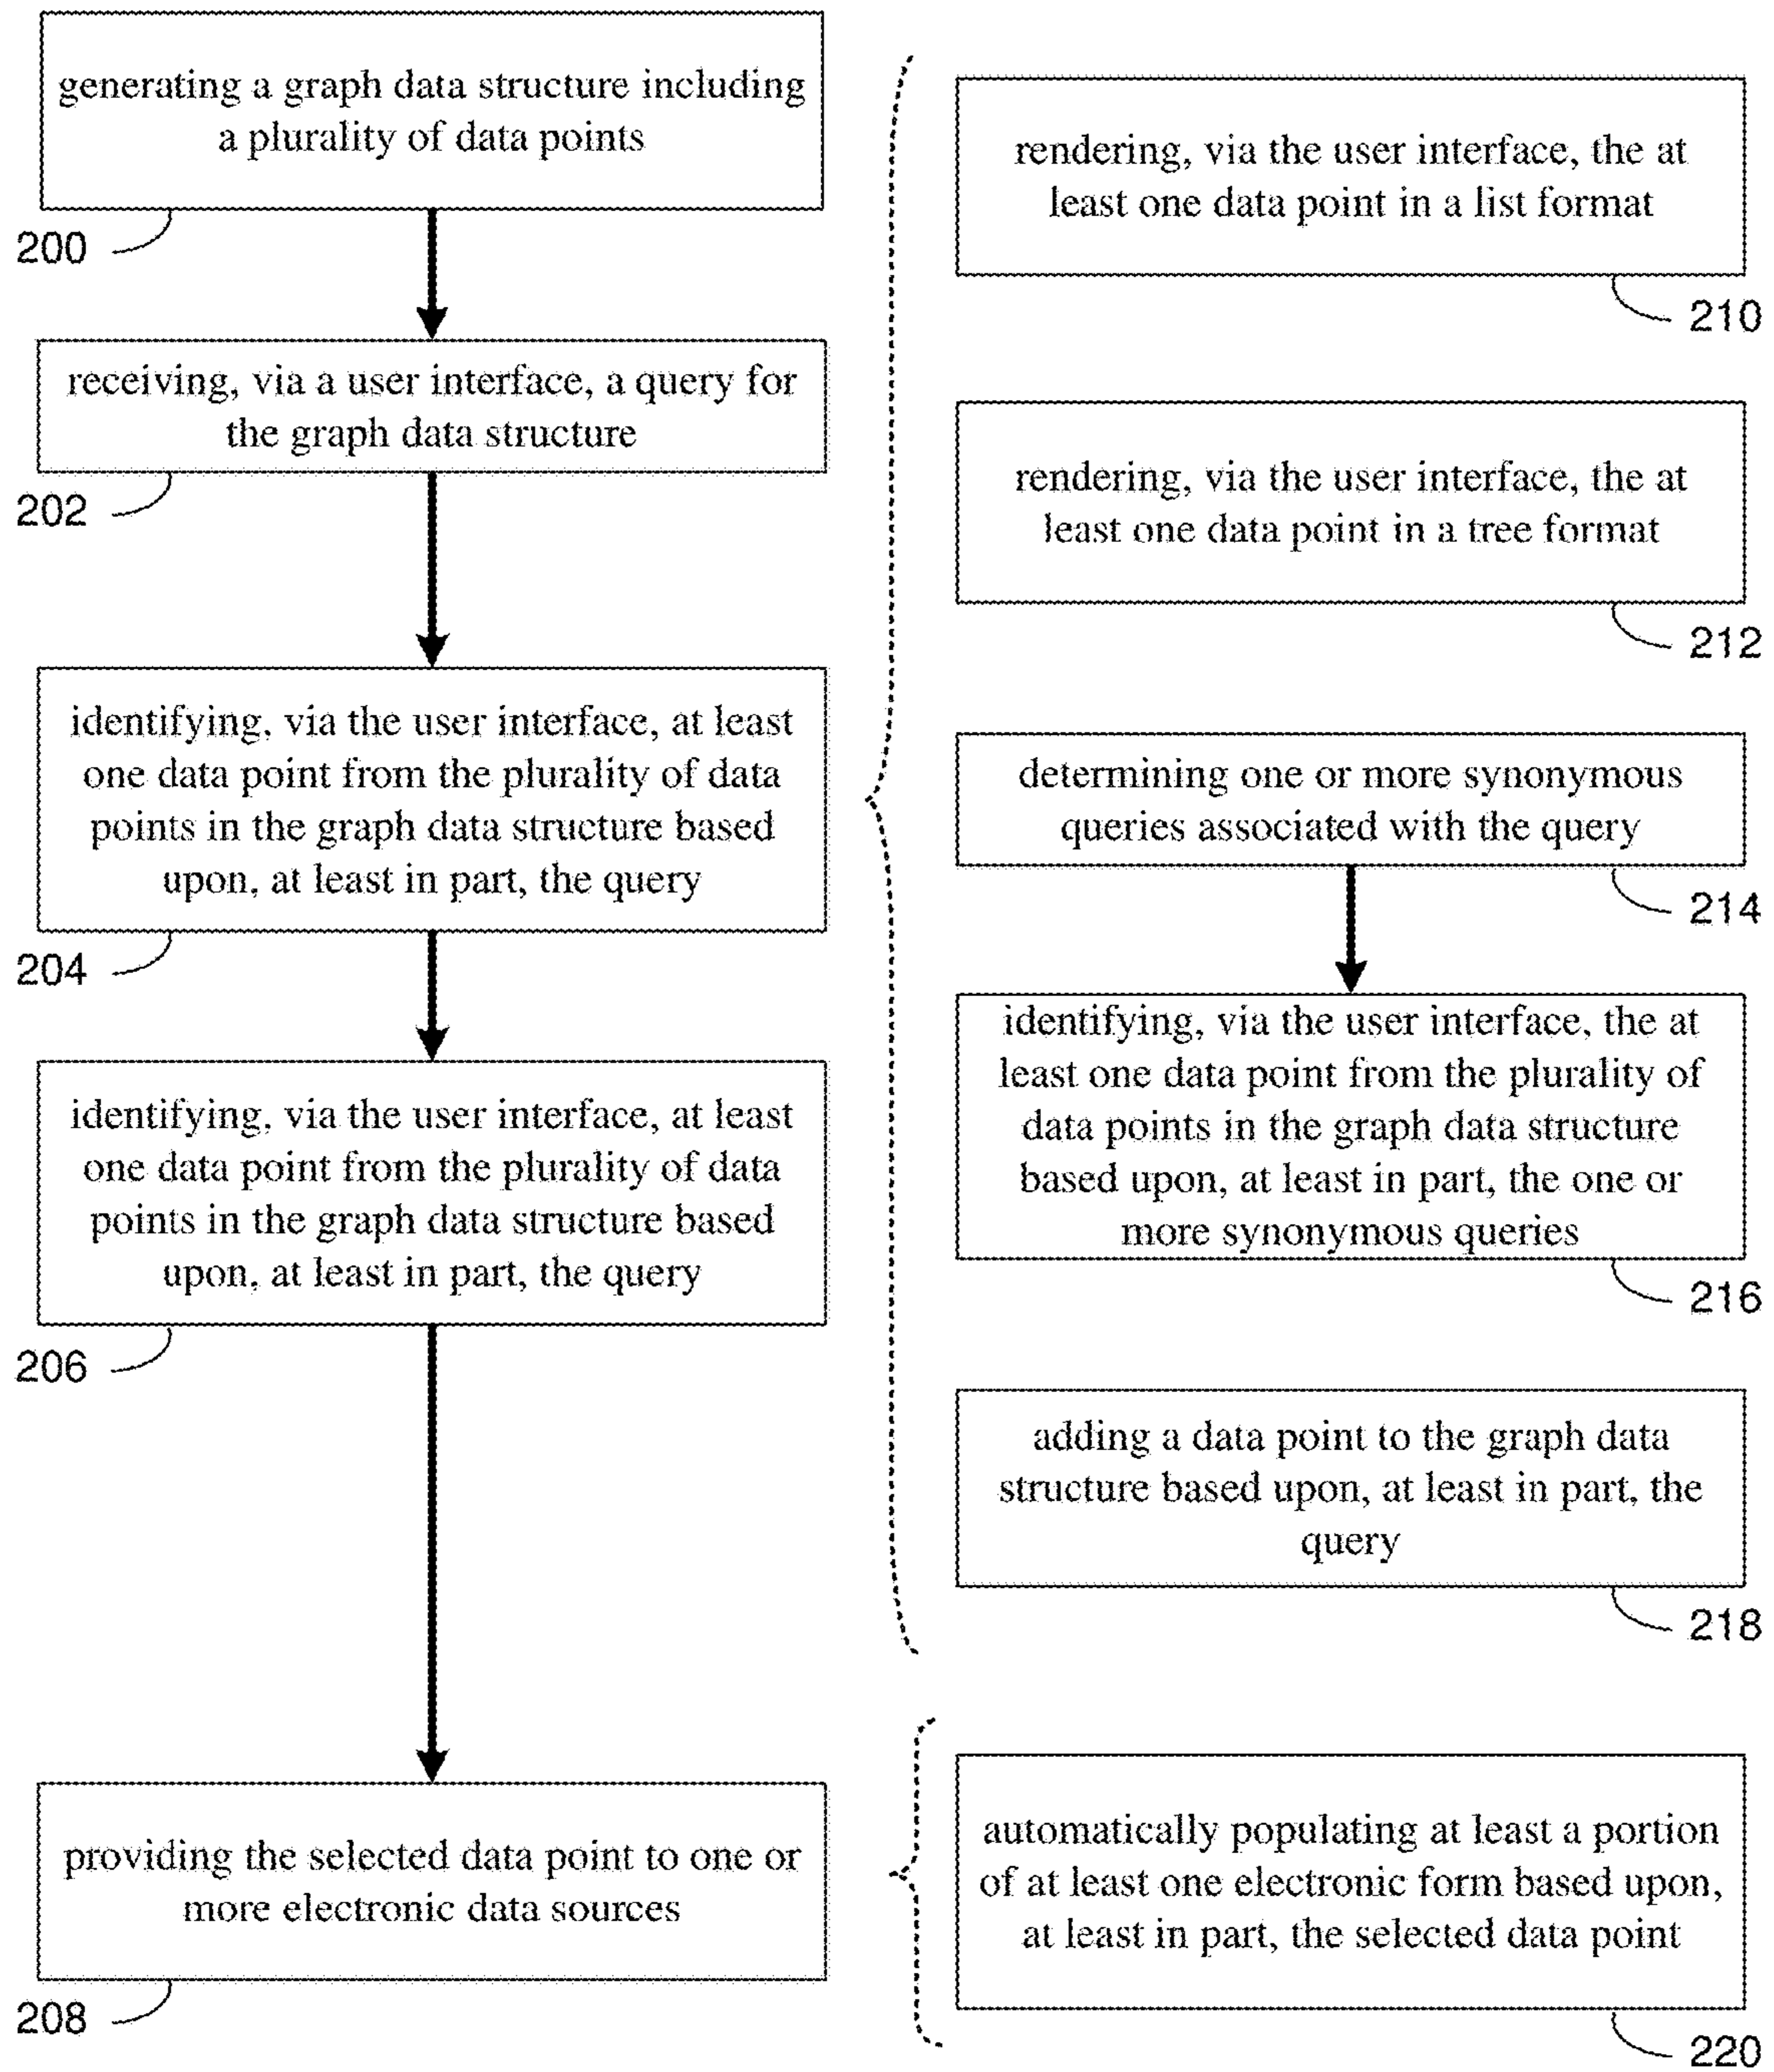 generating a graph data structure including
a plurality of data points
200
receiving, via a user interface, a query for
the graph data structure
202
identifying, via the user interface, at least
one data point from the plurality of data
points in the graph data structure based
upon, at least in part, the query
204
identifying, via the user interface, at least
one data point from the plurality of data
points in the graph data structure based
upon, at least in part, the query
206
providing the selected data point to one or
more electronic data sources
208
rendering, via the user interface, the at
least one data point in a list format
210
rendering, via the user interface, the at
least one data point in a tree format
212
determining one or more synonymous
queries associated with the query
214
identifying, via the user interface, the at
least one data point from the plurality of
data points in the graph data structure
based upon, at least in part, the one or
more synonymous queries
216
adding a data point to the graph data
structure based upon, at least in part, the
query
218
automatically populating at least a portion
of at least one electronic form based upon,
at least in part, the selected data point
220